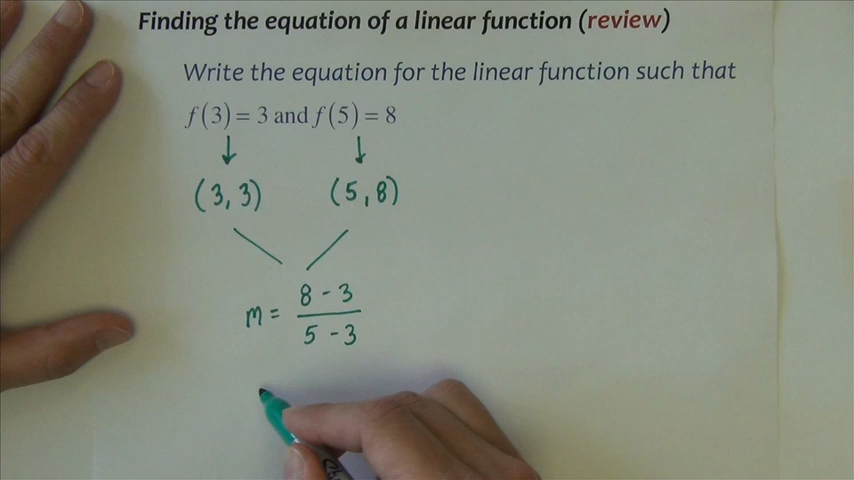 Finding the equation of a linear function (review)
Write the equation for the linear function such that
f(3) = 3 and f(5) = 8
(3, 3) (5, 8)
m = 8 - 3
5 - 3